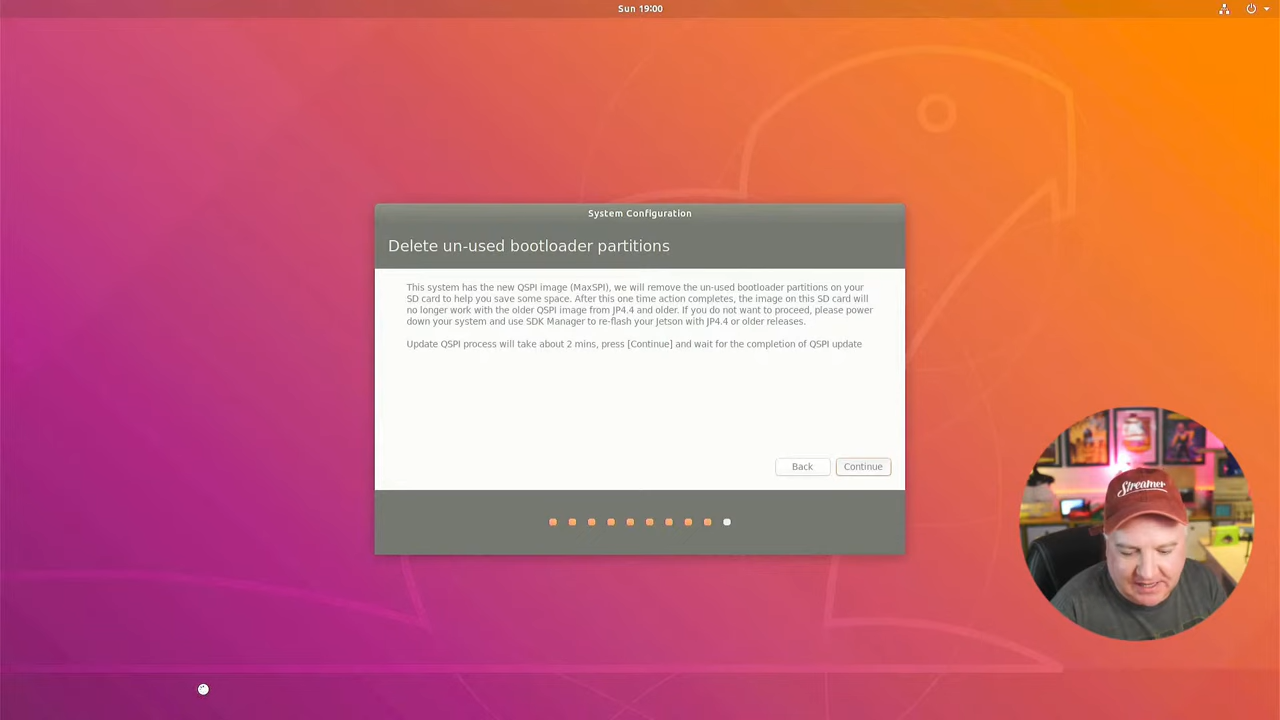 Sun 19:00
System Configuration
Delete un-used bootloader partitions
This system has the new QSPI image (MaxSPI), we will remove the un-used bootloader partitions on your
SD card to help you save some space. After this one time action completes, the image on this SD card will
no longer work with the older QSPI image from JP4.4 and older. If you do not want to proceed, please power
down your system and use SDK Manager to re-flash your Jetson with JP4.4 or older releases.
Update QSPI process will take about 2 mins, press [Continue] and wait for the completion of QSPI update
Back Continue
Streamer